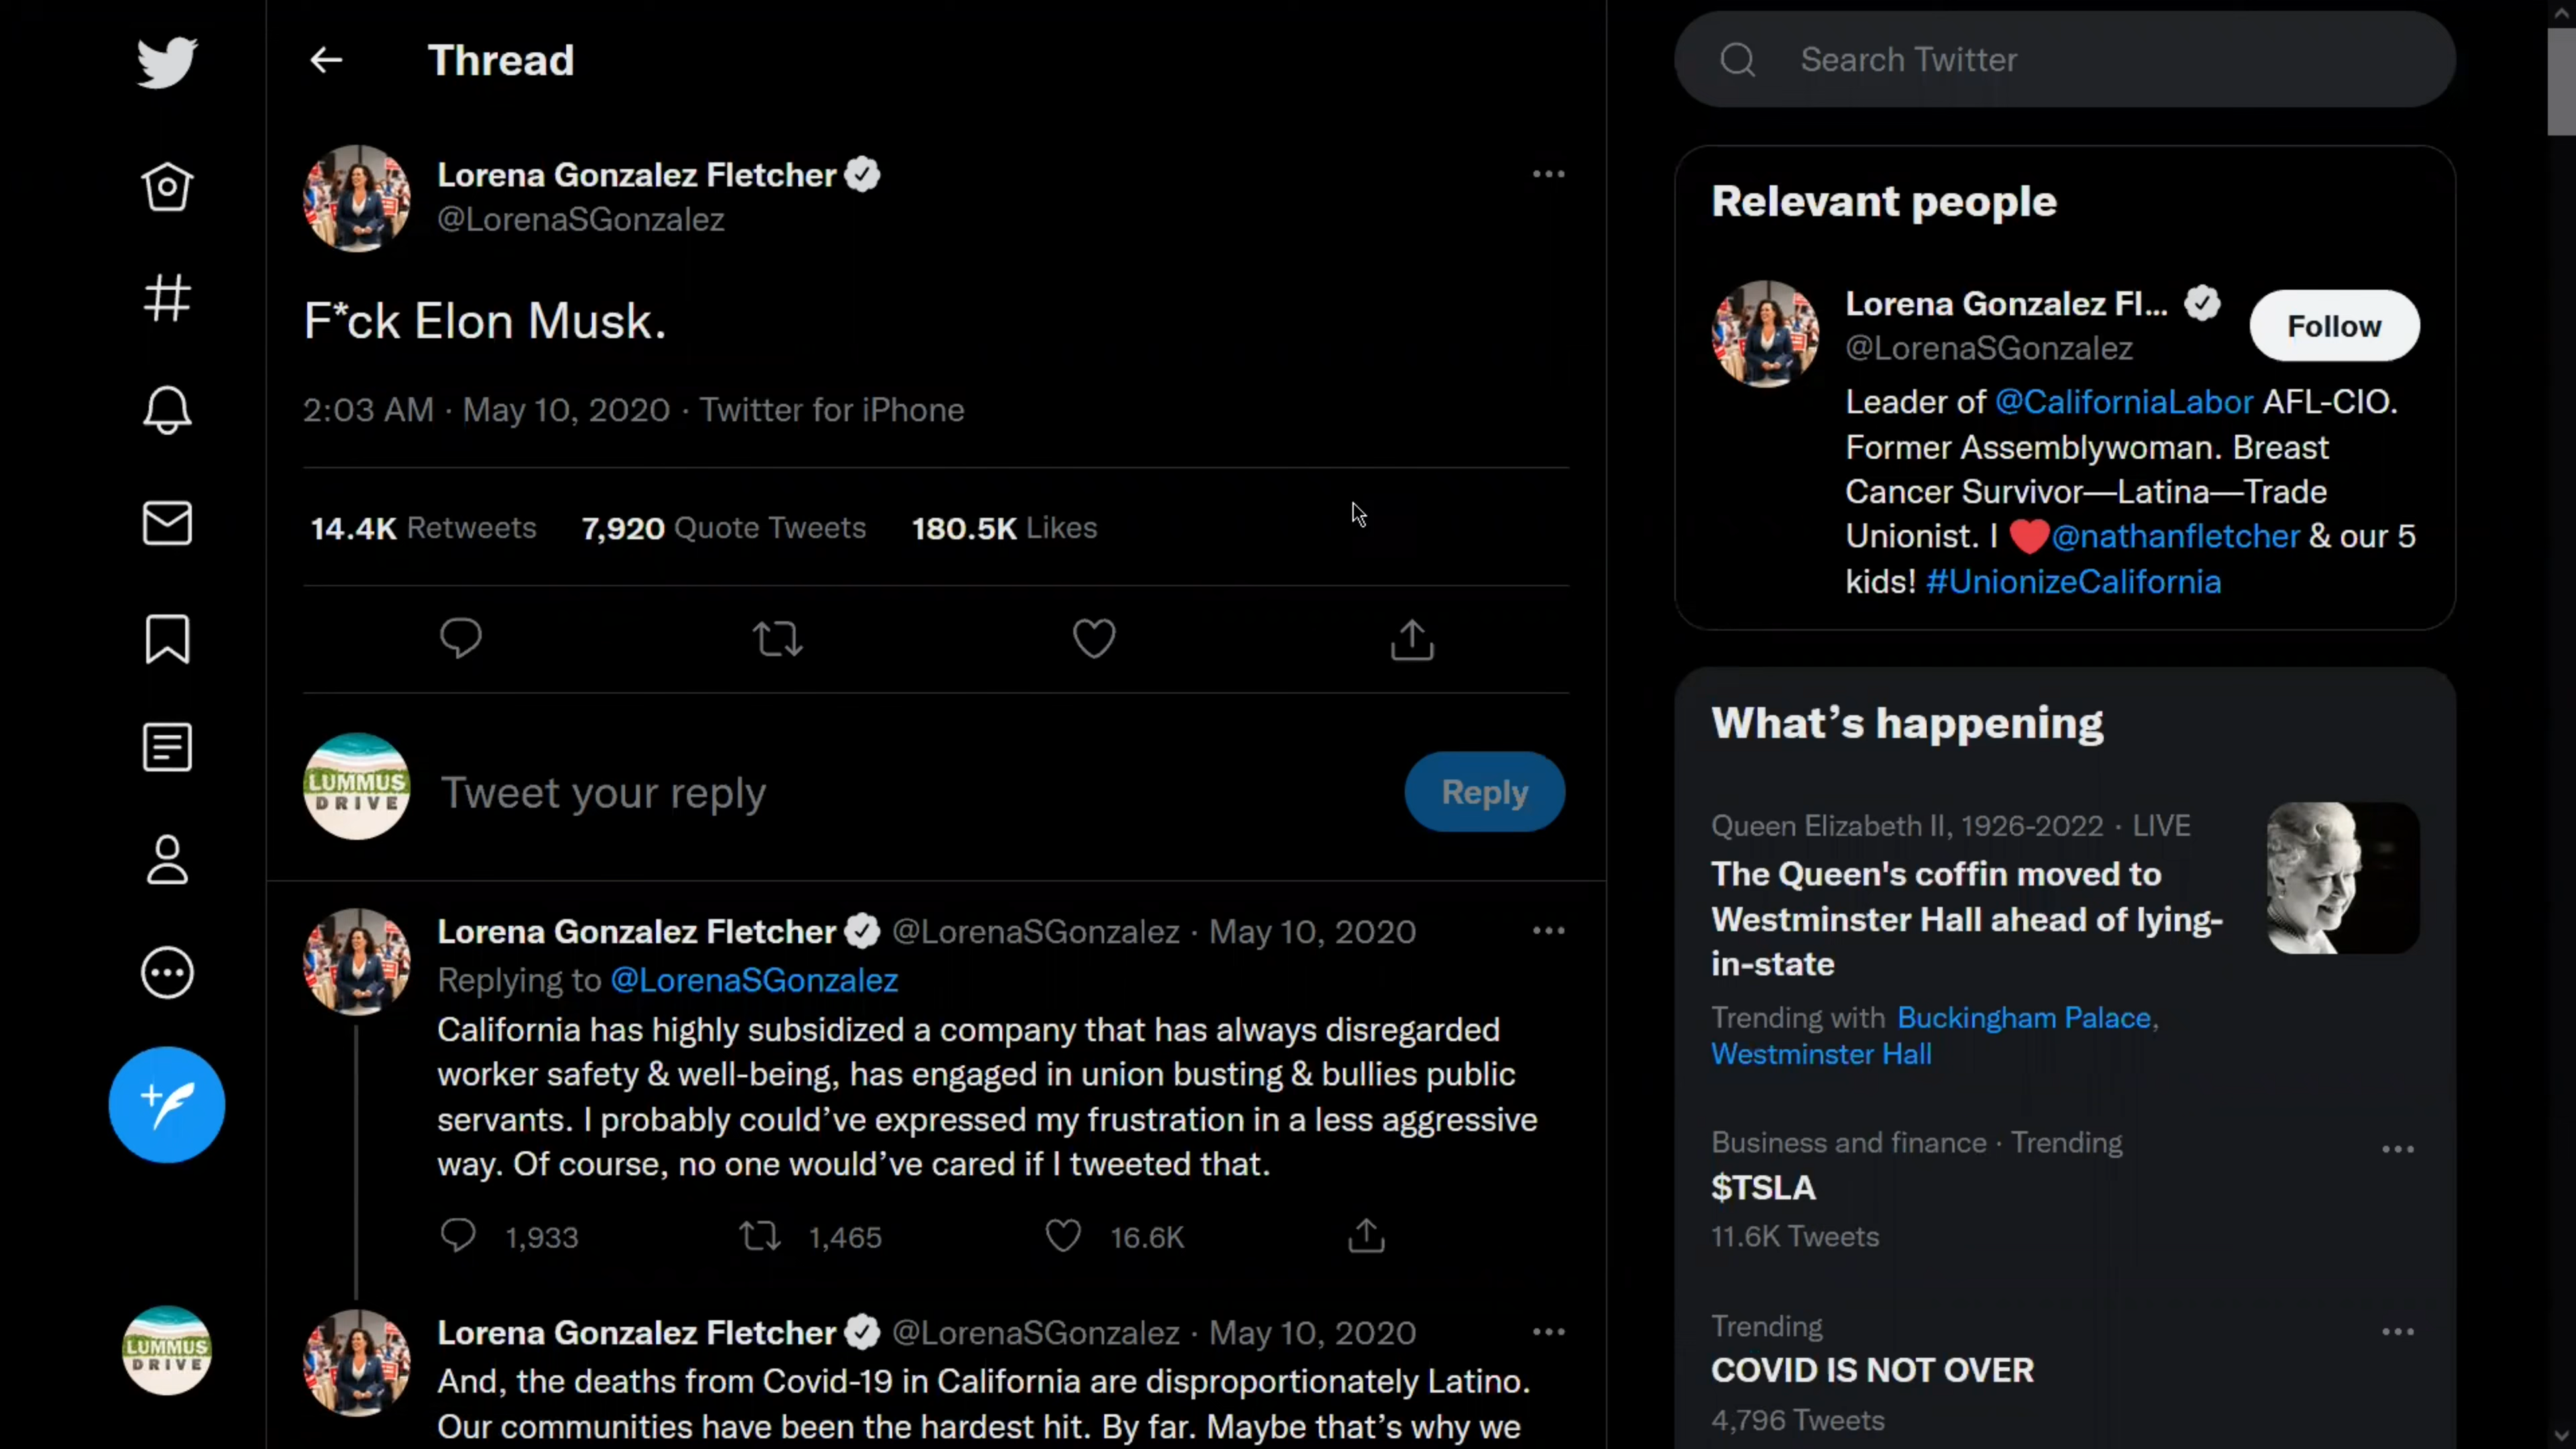 Thread
Lorena Gonzalez Fletcher
@LorenaSGonzalez
F*ck Elon Musk.
2:03 AM · May 10, 2020 · Twitter for iPhone
14.4K Retweets 7,920 Quote Tweets 180.5K Likes
LUMMUS
DRIVE
Tweet your reply
Reply
Lorena Gonzalez Fletcher @LorenaSGonzalez · May 10, 2020
Replying to @LorenaSGonzalez
California has highly subsidized a company that has always disregarded
worker safety & well-being, has engaged in union busting & bullies public
servants. I probably could’ve expressed my frustration in a less aggressive
way. Of course, no one would’ve cared if I tweeted that.
1,933 1,465 16.6K
Lorena Gonzalez Fletcher @LorenaSGonzalez · May 10, 2020
And, the deaths from Covid-19 in California are disproportionately Latino.
Our communities have been the hardest hit. By far. Maybe that’s why we
LUMMUS
DRIVE
Search Twitter
Relevant people
Lorena Gonzalez Fl...
@LorenaSGonzalez
Follow
Leader of @CaliforniaLabor AFL-CIO.
Former Assemblywoman. Breast
Cancer Survivor—Latina—Trade
Unionist. I ❤️@nathanfletcher & our 5
kids! #UnionizeCalifornia
What’s happening
Queen Elizabeth II, 1926-2022 · LIVE
The Queen's coffin moved to
Westminster Hall ahead of lying-
in-state
Trending with Buckingham Palace,
Westminster Hall
Business and finance · Trending
$TSLA
11.6K Tweets
Trending
COVID IS NOT OVER
4,796 Tweets